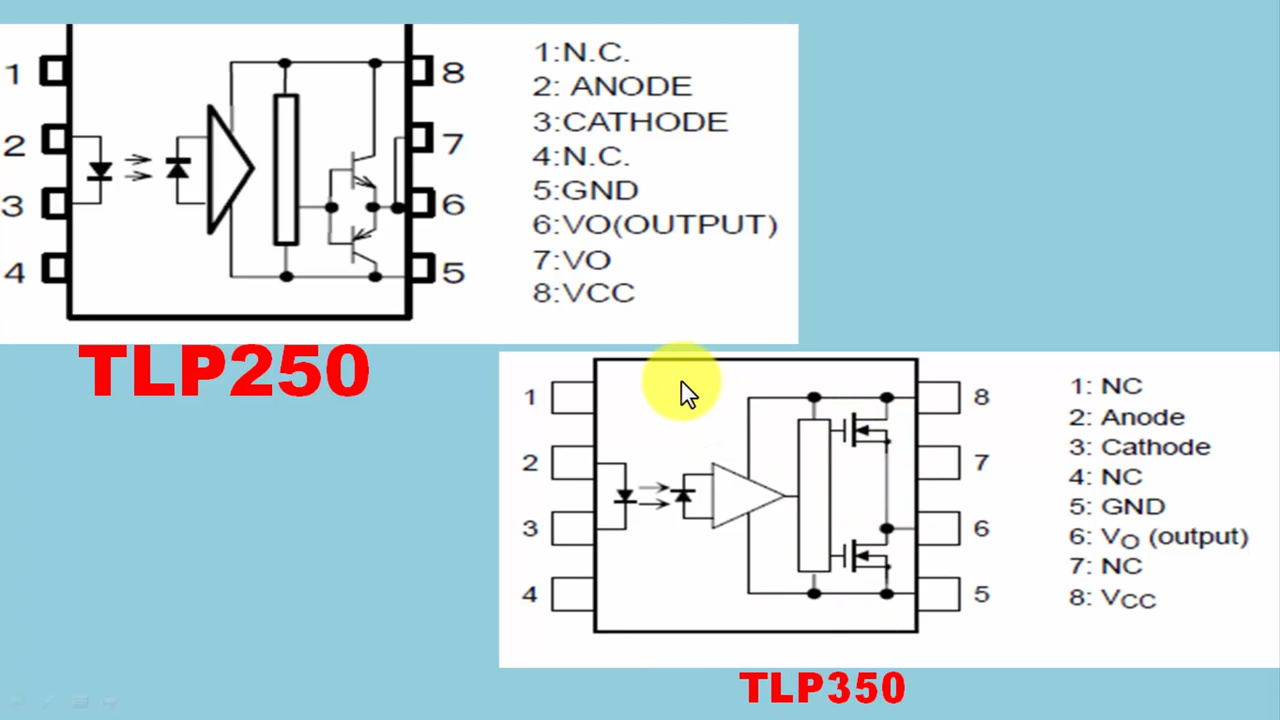 1
2
3
4
8
7
6
5
1:N.C.
2: ANODE
3:CATHODE
4:N.C.
5:GND
6:VO(OUTPUT)
7:VO
8:VCC
TLP250
1
2
3
4
8
7
6
5
1: NC
2: Anode
3: Cathode
4: NC
5: GND
6: VO (output)
7: NC
8: VCC
TLP350